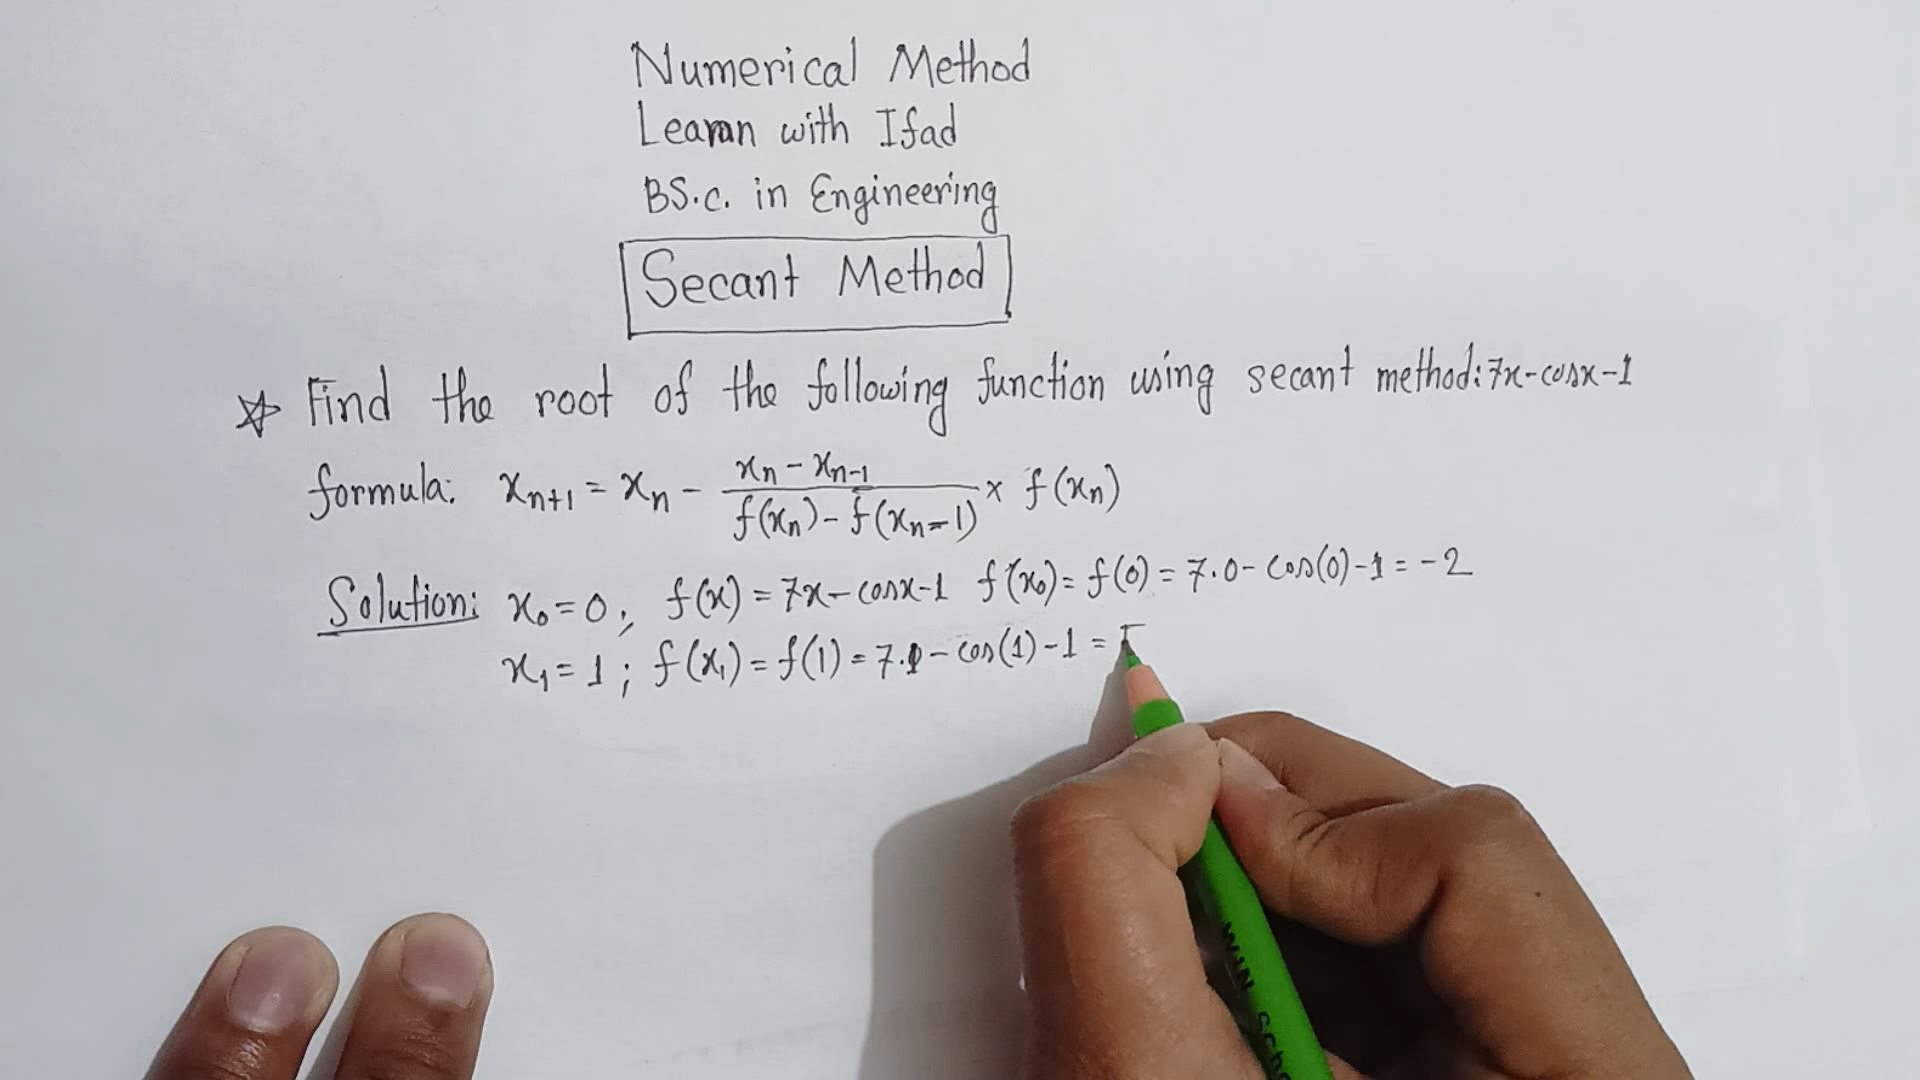 Numerical Method
Learn with Ifad
BS.c. in Engineering
Secant Method
☆ Find the root of the following function using secant method: 7x-cosx-1
formula: xₙ₊₁ = xₙ - (xₙ - xₙ₋₁)/(f(xₙ) - f(xₙ₋₁)) × f(xₙ)
Solution: x₀ = 0; f(x) = 7x - cosx-1 f(x₀) = f(0) = 7.0 - cos(0)-1 = -2
x₁ = 1; f(x₁) = f(1) = 7.1 - cos(1)-1 =
WIN